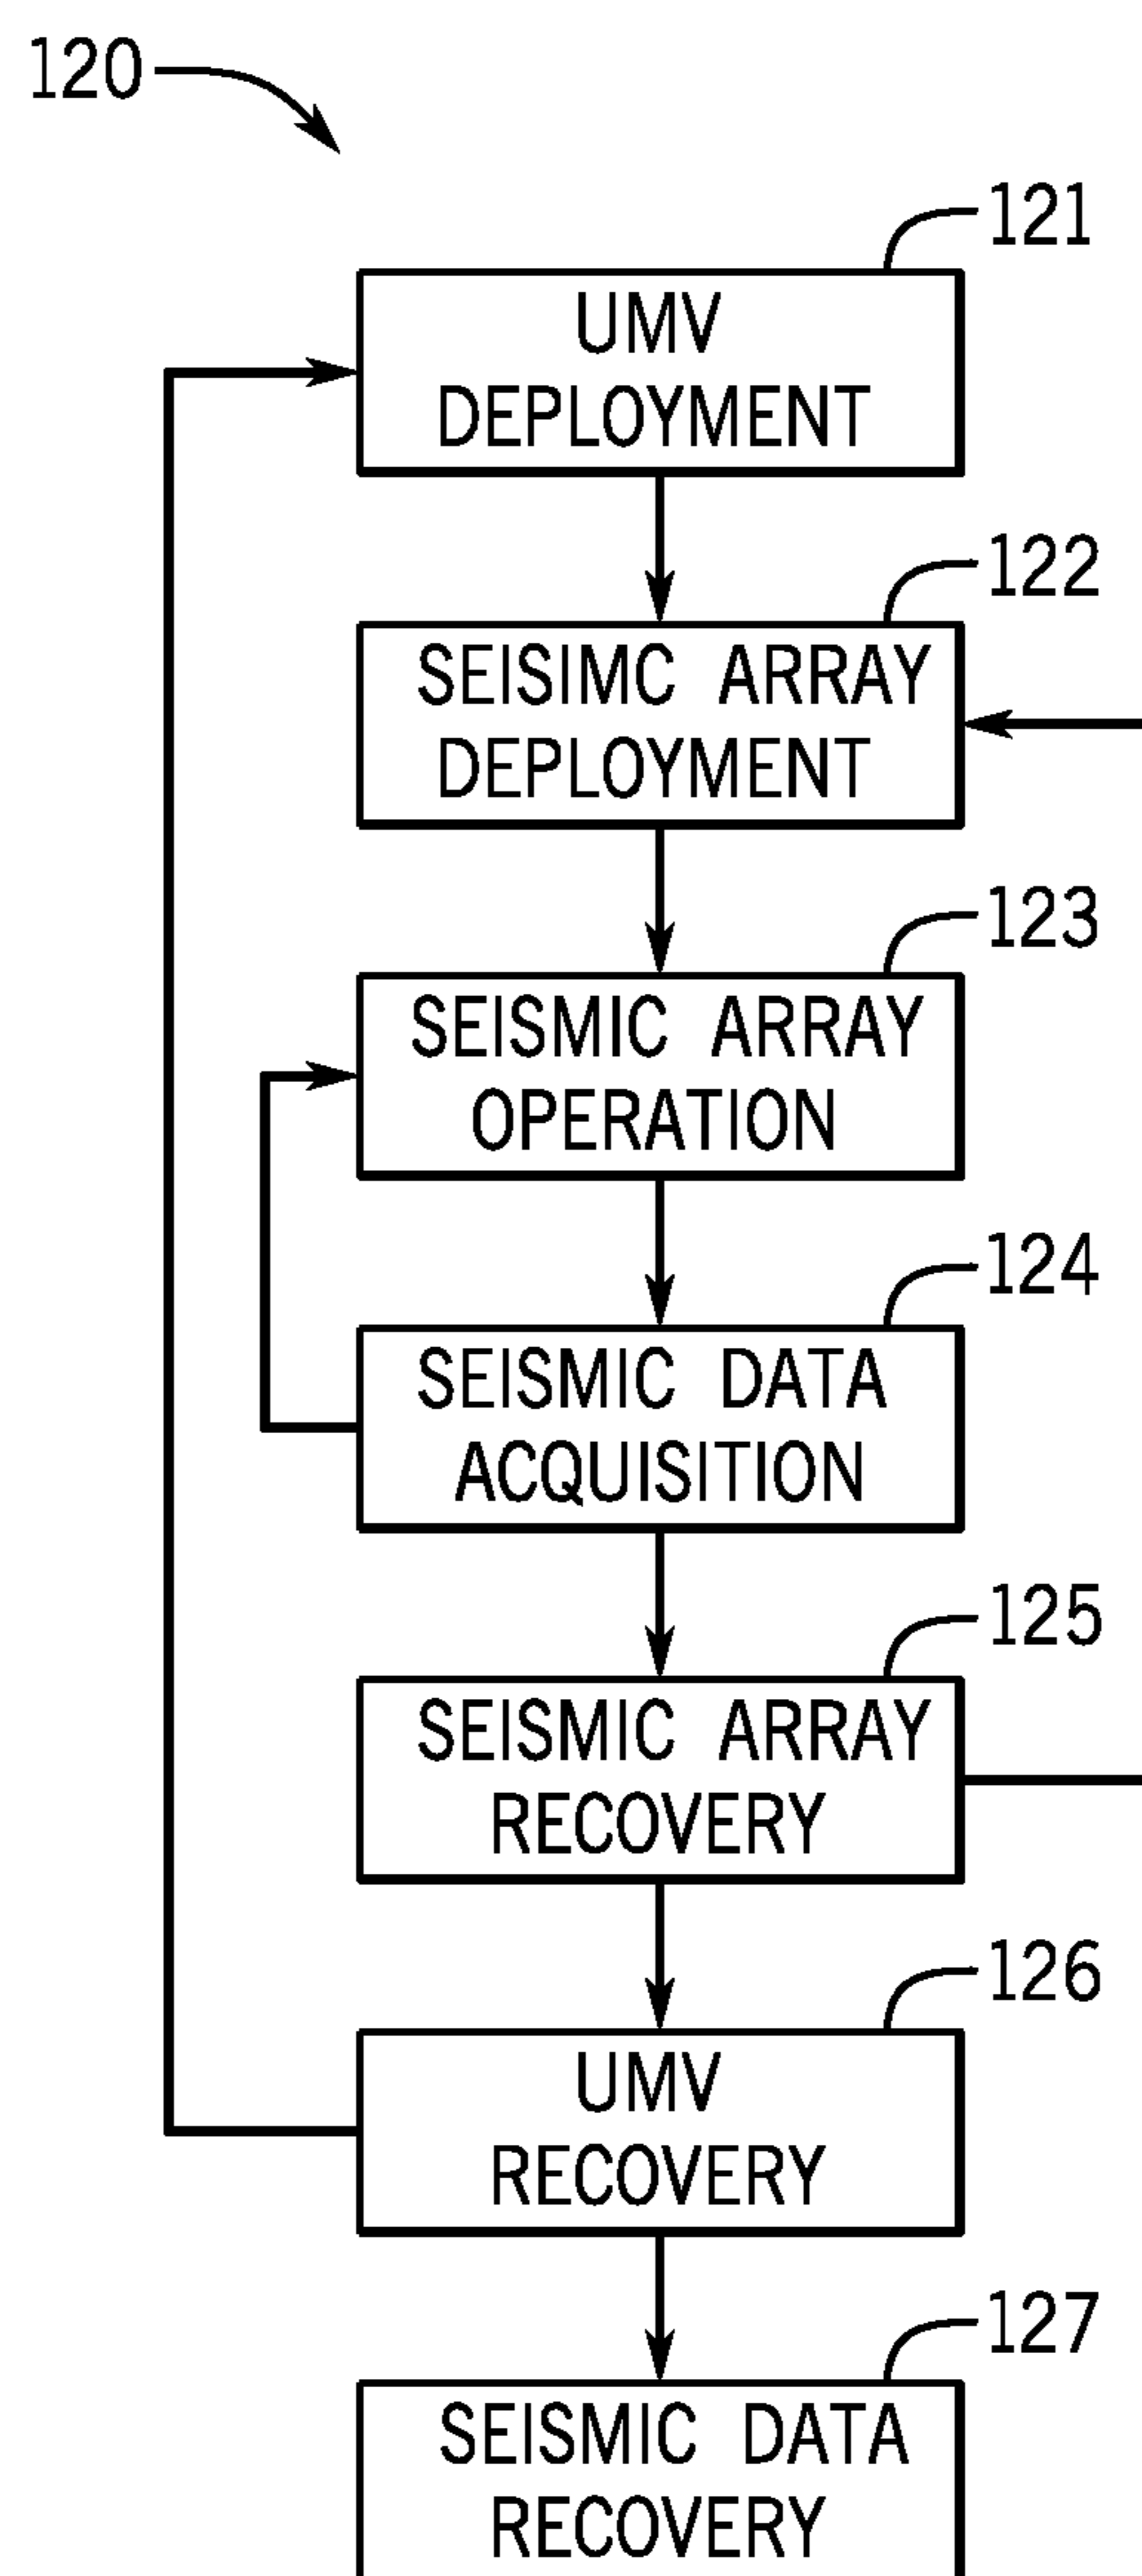 120
121
UMV
DEPLOYMENT
122
SEISIMC ARRAY
DEPLOYMENT
123
SEISMIC ARRAY
OPERATION
124
SEISMIC DATA
ACQUISITION
125
SEISMIC ARRAY
RECOVERY
126
UMV
RECOVERY
127
SEISMIC DATA
RECOVERY